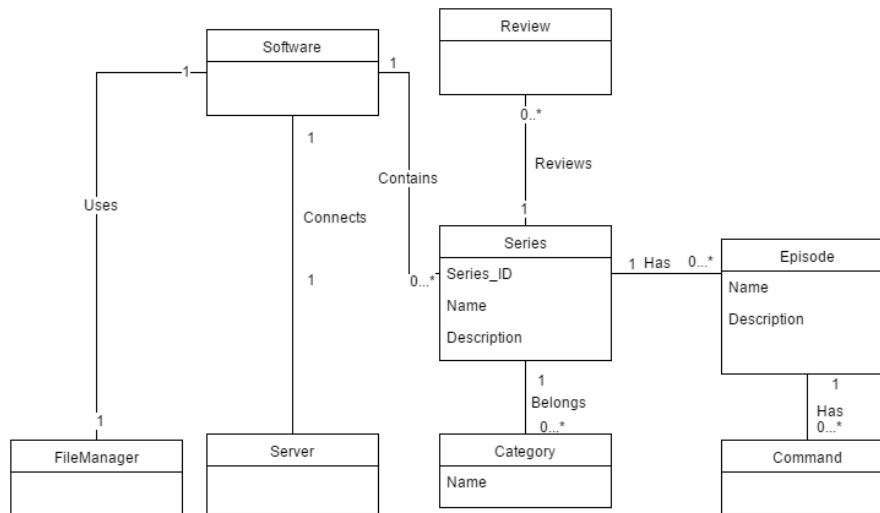 Review
Software
1
1
0..*
Reviews
Contains
Uses
1
Connects
1
1
Series
Series_ID
Name
Description
0...*
1
Has
0...*
Episode
Name
Description
1
Belongs
0...*
1
Has
0...*
1
FileManager
Server
Category
Name
Command